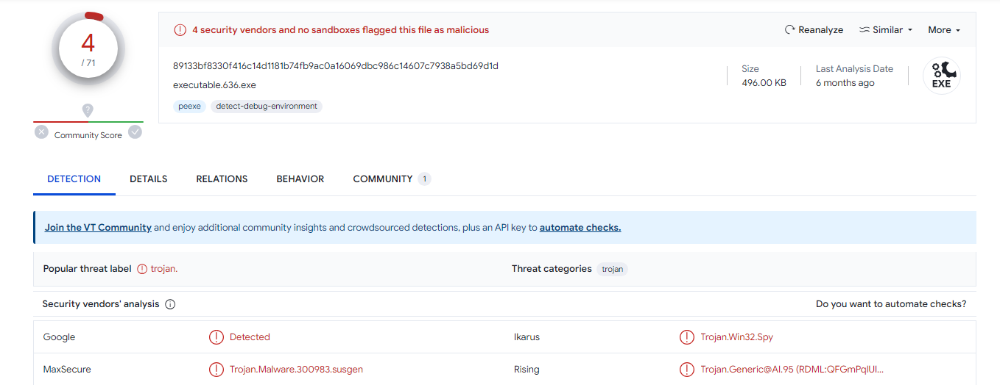 4
/ 71
Community Score
4 security vendors and no sandboxes flagged this file as malicious
Reanalyze Similar More
89133bf8330f416c14d1181b74fb9ac0a16069dbc986c14607c7938a5bd69d1d
executable.636.exe
peexe detect-debug-environment
Size
496.00 KB
Last Analysis Date
6 months ago
EXE
DETECTION DETAILS RELATIONS BEHAVIOR COMMUNITY 1
Join the VT Community and enjoy additional community insights and crowdsourced detections, plus an API key to automate checks.
Popular threat label trojan. Threat categories trojan
Security vendors' analysis Do you want to automate checks?
Google Detected Ikarus Trojan.Win32.Spy
MaxSecure Trojan.Malware.300983.susgen Rising Trojan.Generic@AI.95 (RDML:QFGmPqIUI...